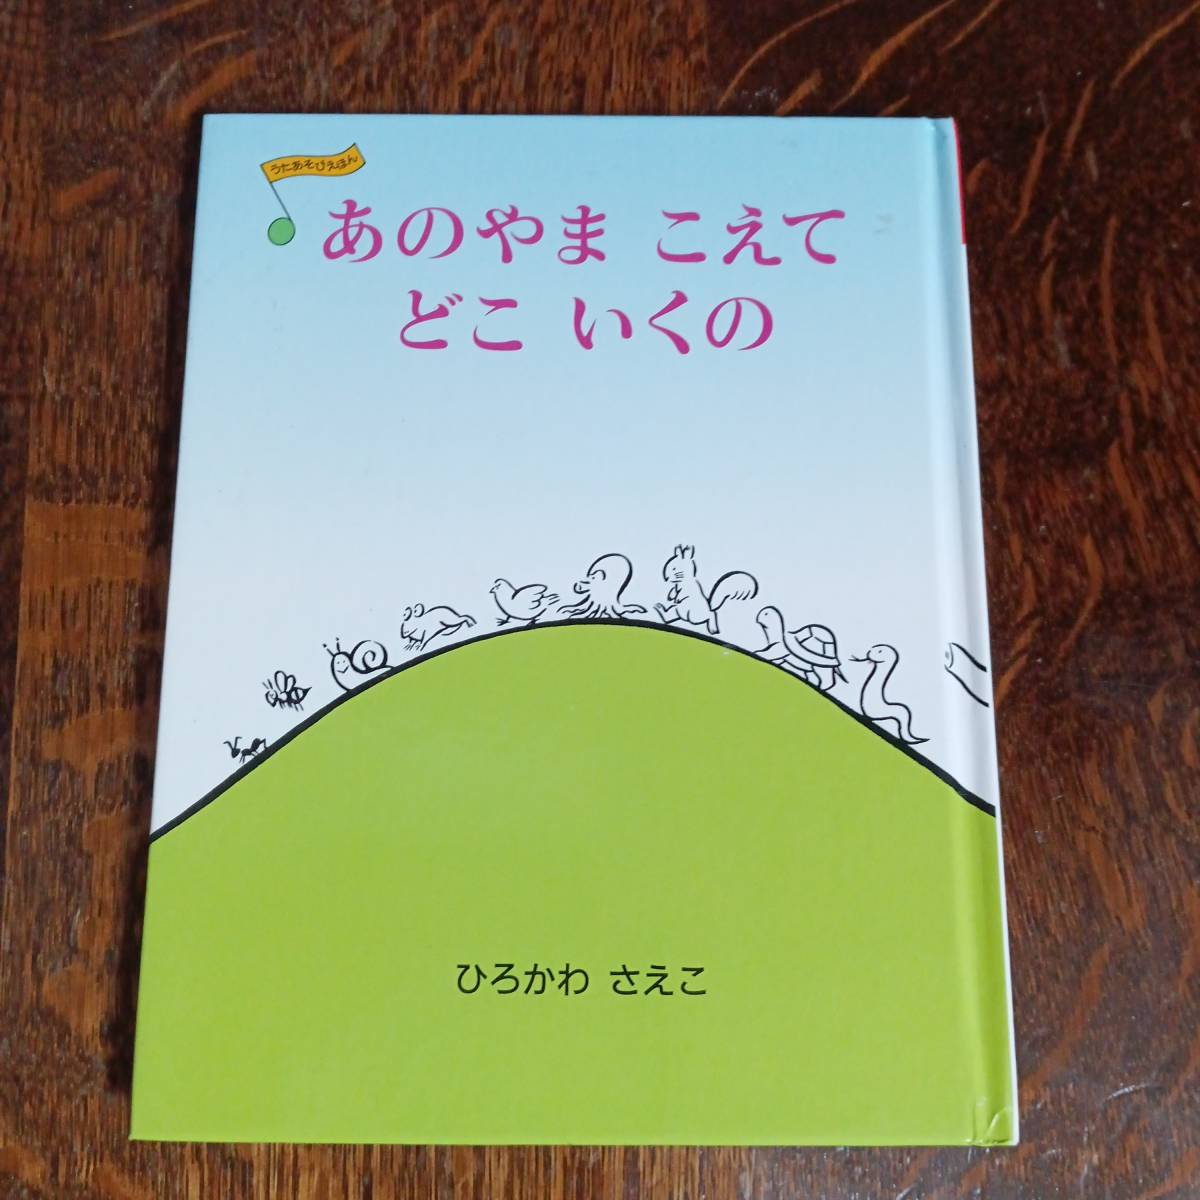 うたあそびえほん
あのやま こえて
どこ いくの
ひろかわ さえこ